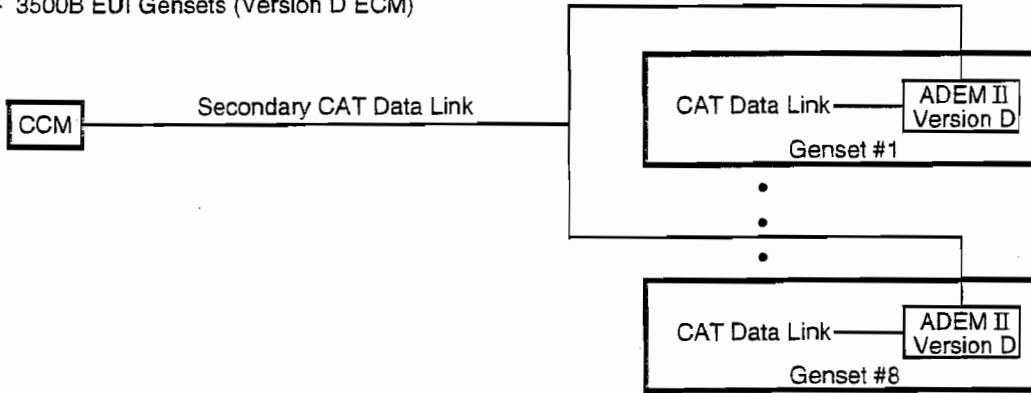 - 3500B EUI Gensets (Version D ECM)
CCM
Secondary CAT Data Link
CAT Data Link
ADEM II
Version D
Genset #1
CAT Data Link
ADEM II
Version D
Genset #8